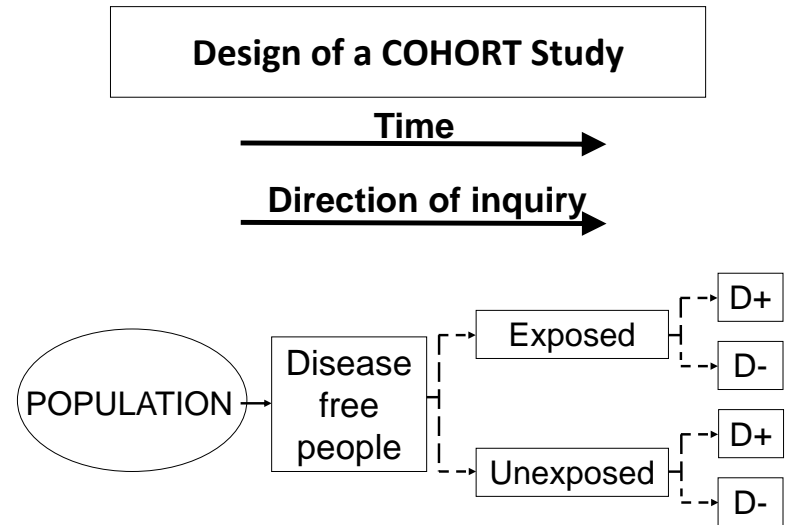 Design of a COHORT Study
Time
Direction of inquiry
POPULATION
Disease
free
people
Exposed
Unexposed
D+
D-
D+
D-